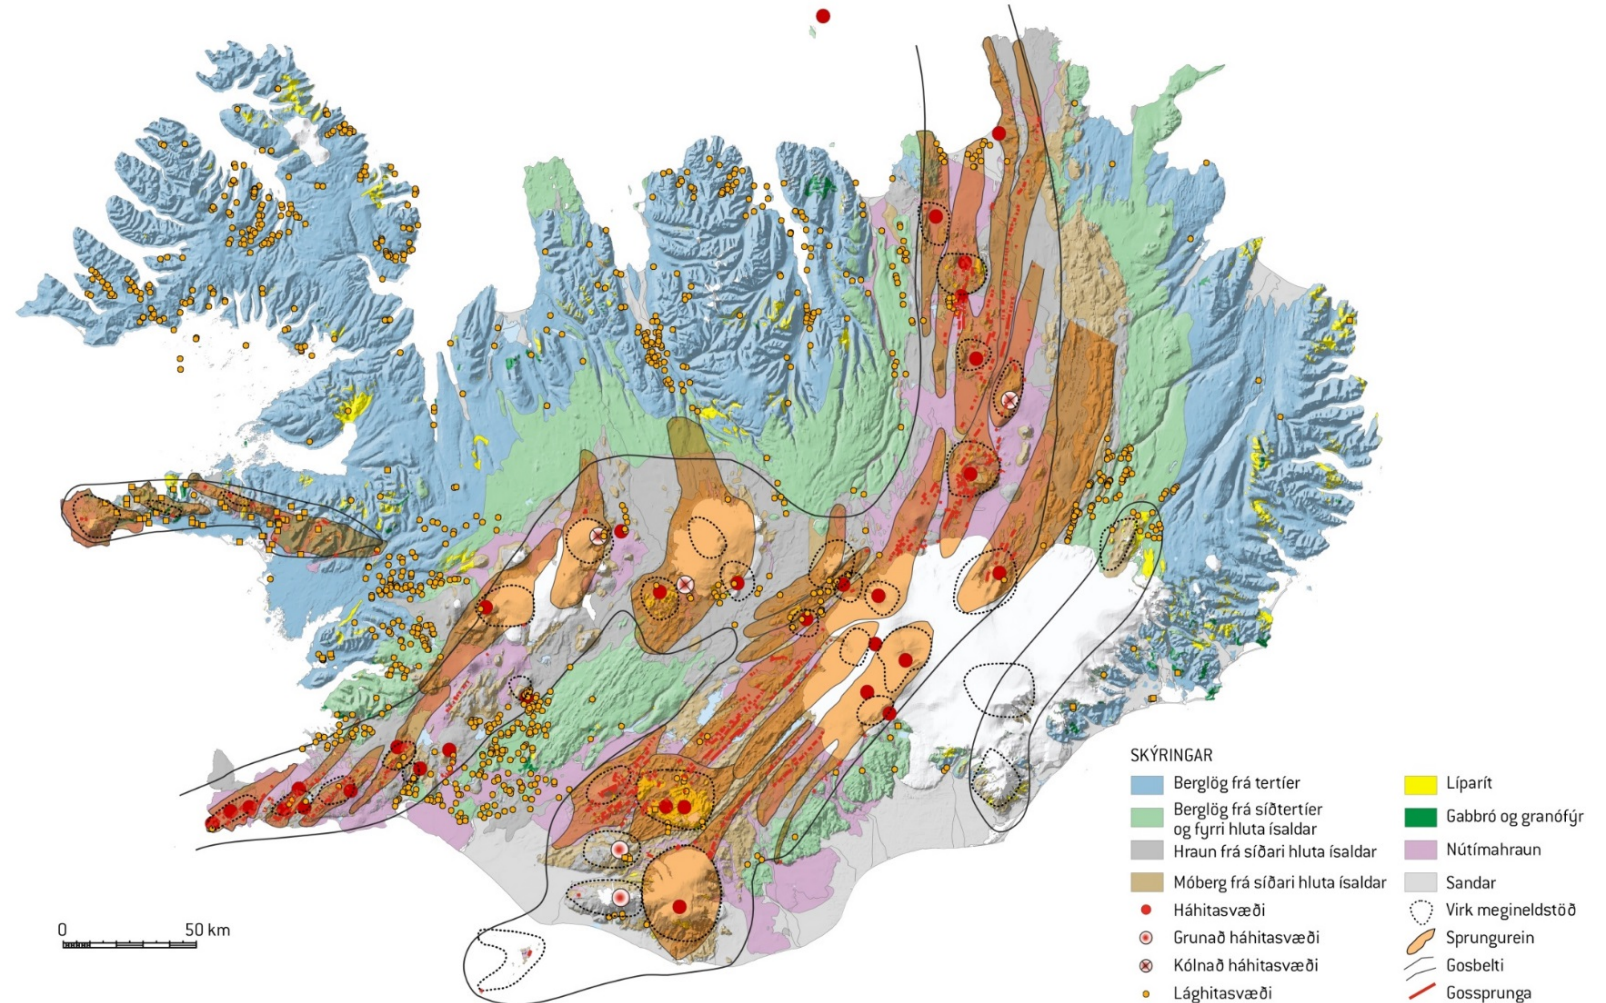 SKÝRINGAR
Berglög frá tertíer
Berglög frá síðtertíer
og fyrri hluta ísaldar
Hraun frá síðari hluta ísaldar
Móberg frá síðari hluta ísaldar
Háhitasvæði
Grunað háhitasvæði
Kólnað háhitasvæði
Lághitasvæði
Líparít
Gabbró og granófýr
Nútímahraun
Sandar
Virk megineldstöð
Sprungurein
Gosbelti
Gossprunga
0 50 km